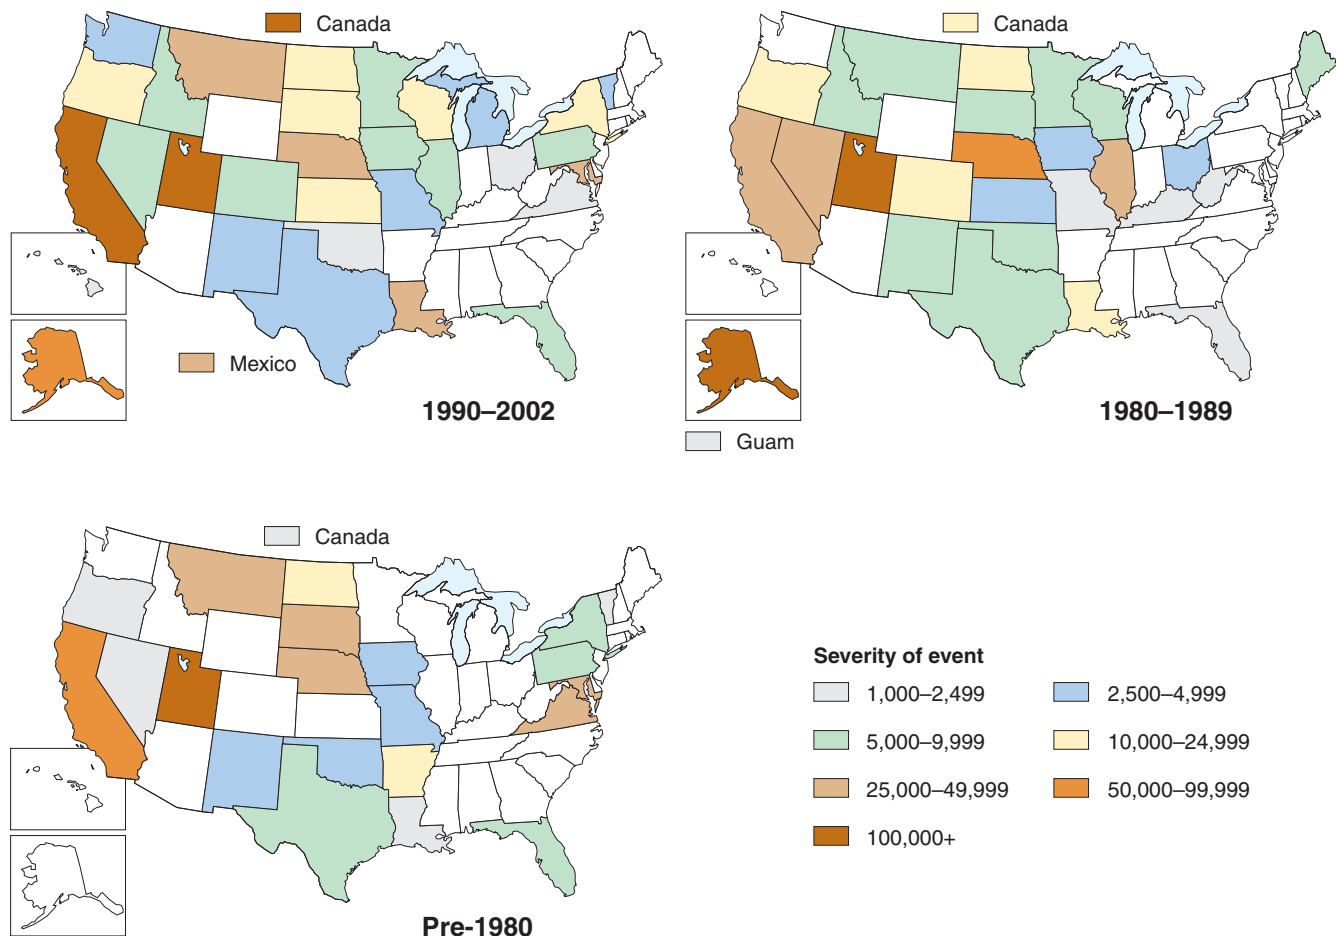 Canada
Mexico
1990–2002
Canada
1980–1989
Guam
Canada
Pre-1980
Severity of event
1,000–2,499
2,500–4,999
5,000–9,999
10,000–24,999
25,000–49,999
50,000–99,999
100,000+